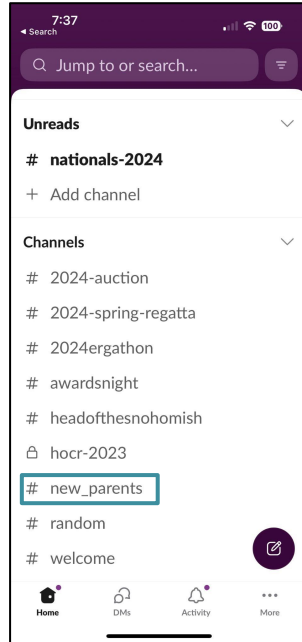 7:37
◀ Search
100
Jump to or search...
Unreads
# nationals-2024
+ Add channel
Channels
# 2024-auction
# 2024-spring-regatta
# 2024ergathon
# awardsnight
# headofthesnohomish
hocr-2023
# new_parents
# random
# welcome
Home DMs Activity More